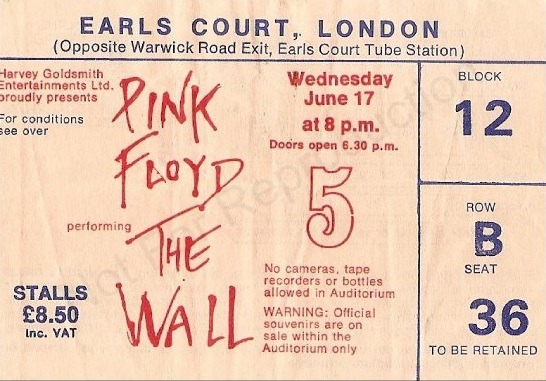 EARLS COURT, LONDON
(Opposite Warwick Road Exit, Earls Court Tube Station)
Harvey Goldsmith
Entertainments Ltd.
proudly presents
For conditions
see over
PINK
FLOYD
performing
THE
WALL
STALLS
£8.50
inc. VAT
Wednesday
June 17
at 8 p.m.
Doors open 6.30 p.m.
5
No cameras, tape
recorders or bottles
allowed in Auditorium
WARNING: Official
souvenirs are on
sale within the
Auditorium only
BLOCK
12
ROW
B
SEAT
36
TO BE RETAINED